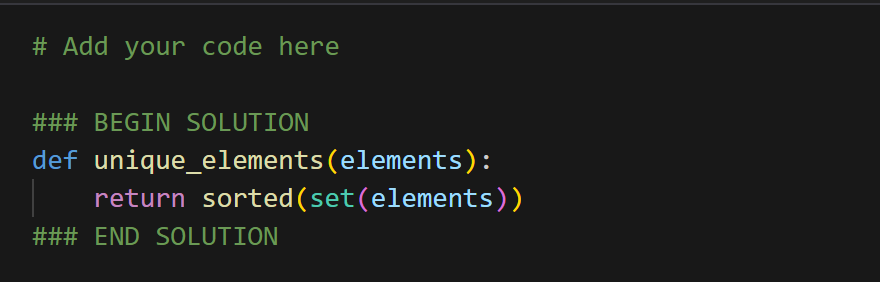 # Add your code here
### BEGIN SOLUTION
def unique_elements(elements):
    return sorted(set(elements))
### END SOLUTION